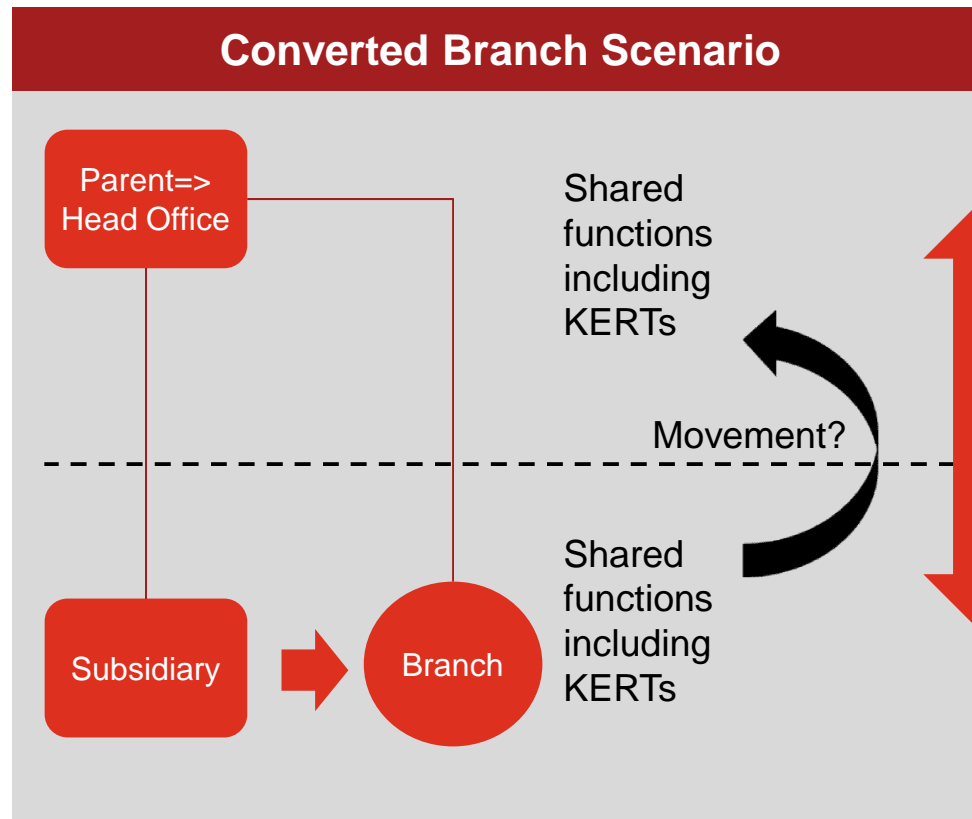 Converted Branch Scenario
Parent=>
Head Office
Shared
functions
including
KERTs
Movement?
Subsidiary
Branch
Shared
functions
including
KERTs